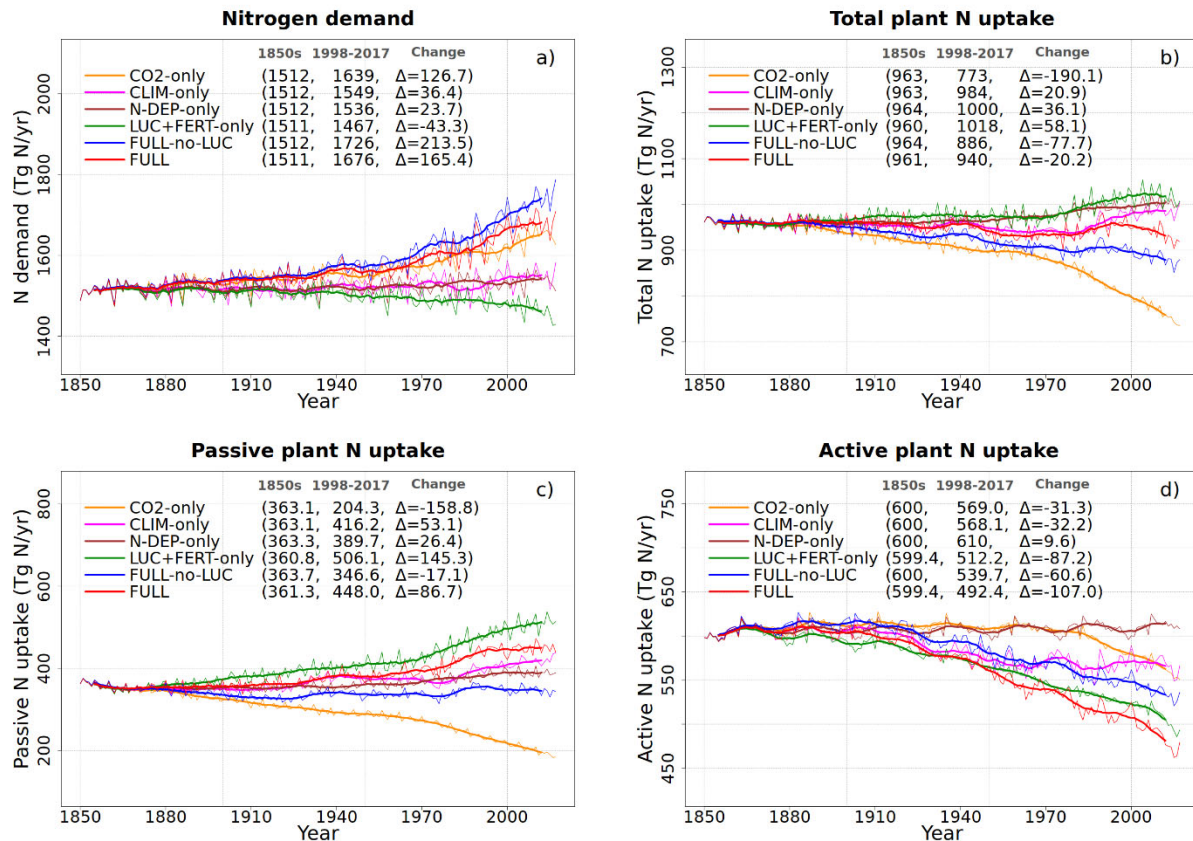 Nitrogen demand
a)
1850s 1998-2017 Change
CO2-only (1512, 1639, Δ=126.7)
CLIM-only (1512, 1549, Δ=36.4)
N-DEP-only (1512, 1536, Δ=23.7)
LUC+FERT-only (1511, 1467, Δ=-43.3)
FULL-no-LUC (1512, 1726, Δ=213.5)
FULL (1511, 1676, Δ=165.4)
N demand (Tg N/yr)
2000
1800
1600
1400
1850 1880 1910 1940 1970 2000
Year
Total plant N uptake
b)
1850s 1998-2017 Change
CO2-only (963, 773, Δ=-190.1)
CLIM-only (963, 984, Δ=20.9)
N-DEP-only (964, 1000, Δ=36.1)
LUC+FERT-only (960, 1018, Δ=58.1)
FULL-no-LUC (964, 886, Δ=-77.7)
FULL (961, 940, Δ=-20.2)
Total N uptake (Tg N/yr)
1300
1100
900
700
1850 1880 1910 1940 1970 2000
Year
Passive plant N uptake
c)
1850s 1998-2017 Change
CO2-only (363.1, 204.3, Δ=-158.8)
CLIM-only (363.1, 416.2, Δ=53.1)
N-DEP-only (363.3, 389.7, Δ=26.4)
LUC+FERT-only (360.8, 506.1, Δ=145.3)
FULL-no-LUC (363.7, 346.6, Δ=-17.1)
FULL (361.3, 448.0, Δ=86.7)
Passive N uptake (Tg N/yr)
800
600
400
200
1850 1880 1910 1940 1970 2000
Year
Active plant N uptake
d)
1850s 1998-2017 Change
CO2-only (600, 569.0, Δ=-31.3)
CLIM-only (600, 568.1, Δ=-32.2)
N-DEP-only (600, 610, Δ=9.6)
LUC+FERT-only (599.4, 512.2, Δ=-87.2)
FULL-no-LUC (600, 539.7, Δ=-60.6)
FULL (599.4, 492.4, Δ=-107.0)
Active N uptake (Tg N/yr)
750
650
550
450
1850 1880 1910 1940 1970 2000
Year